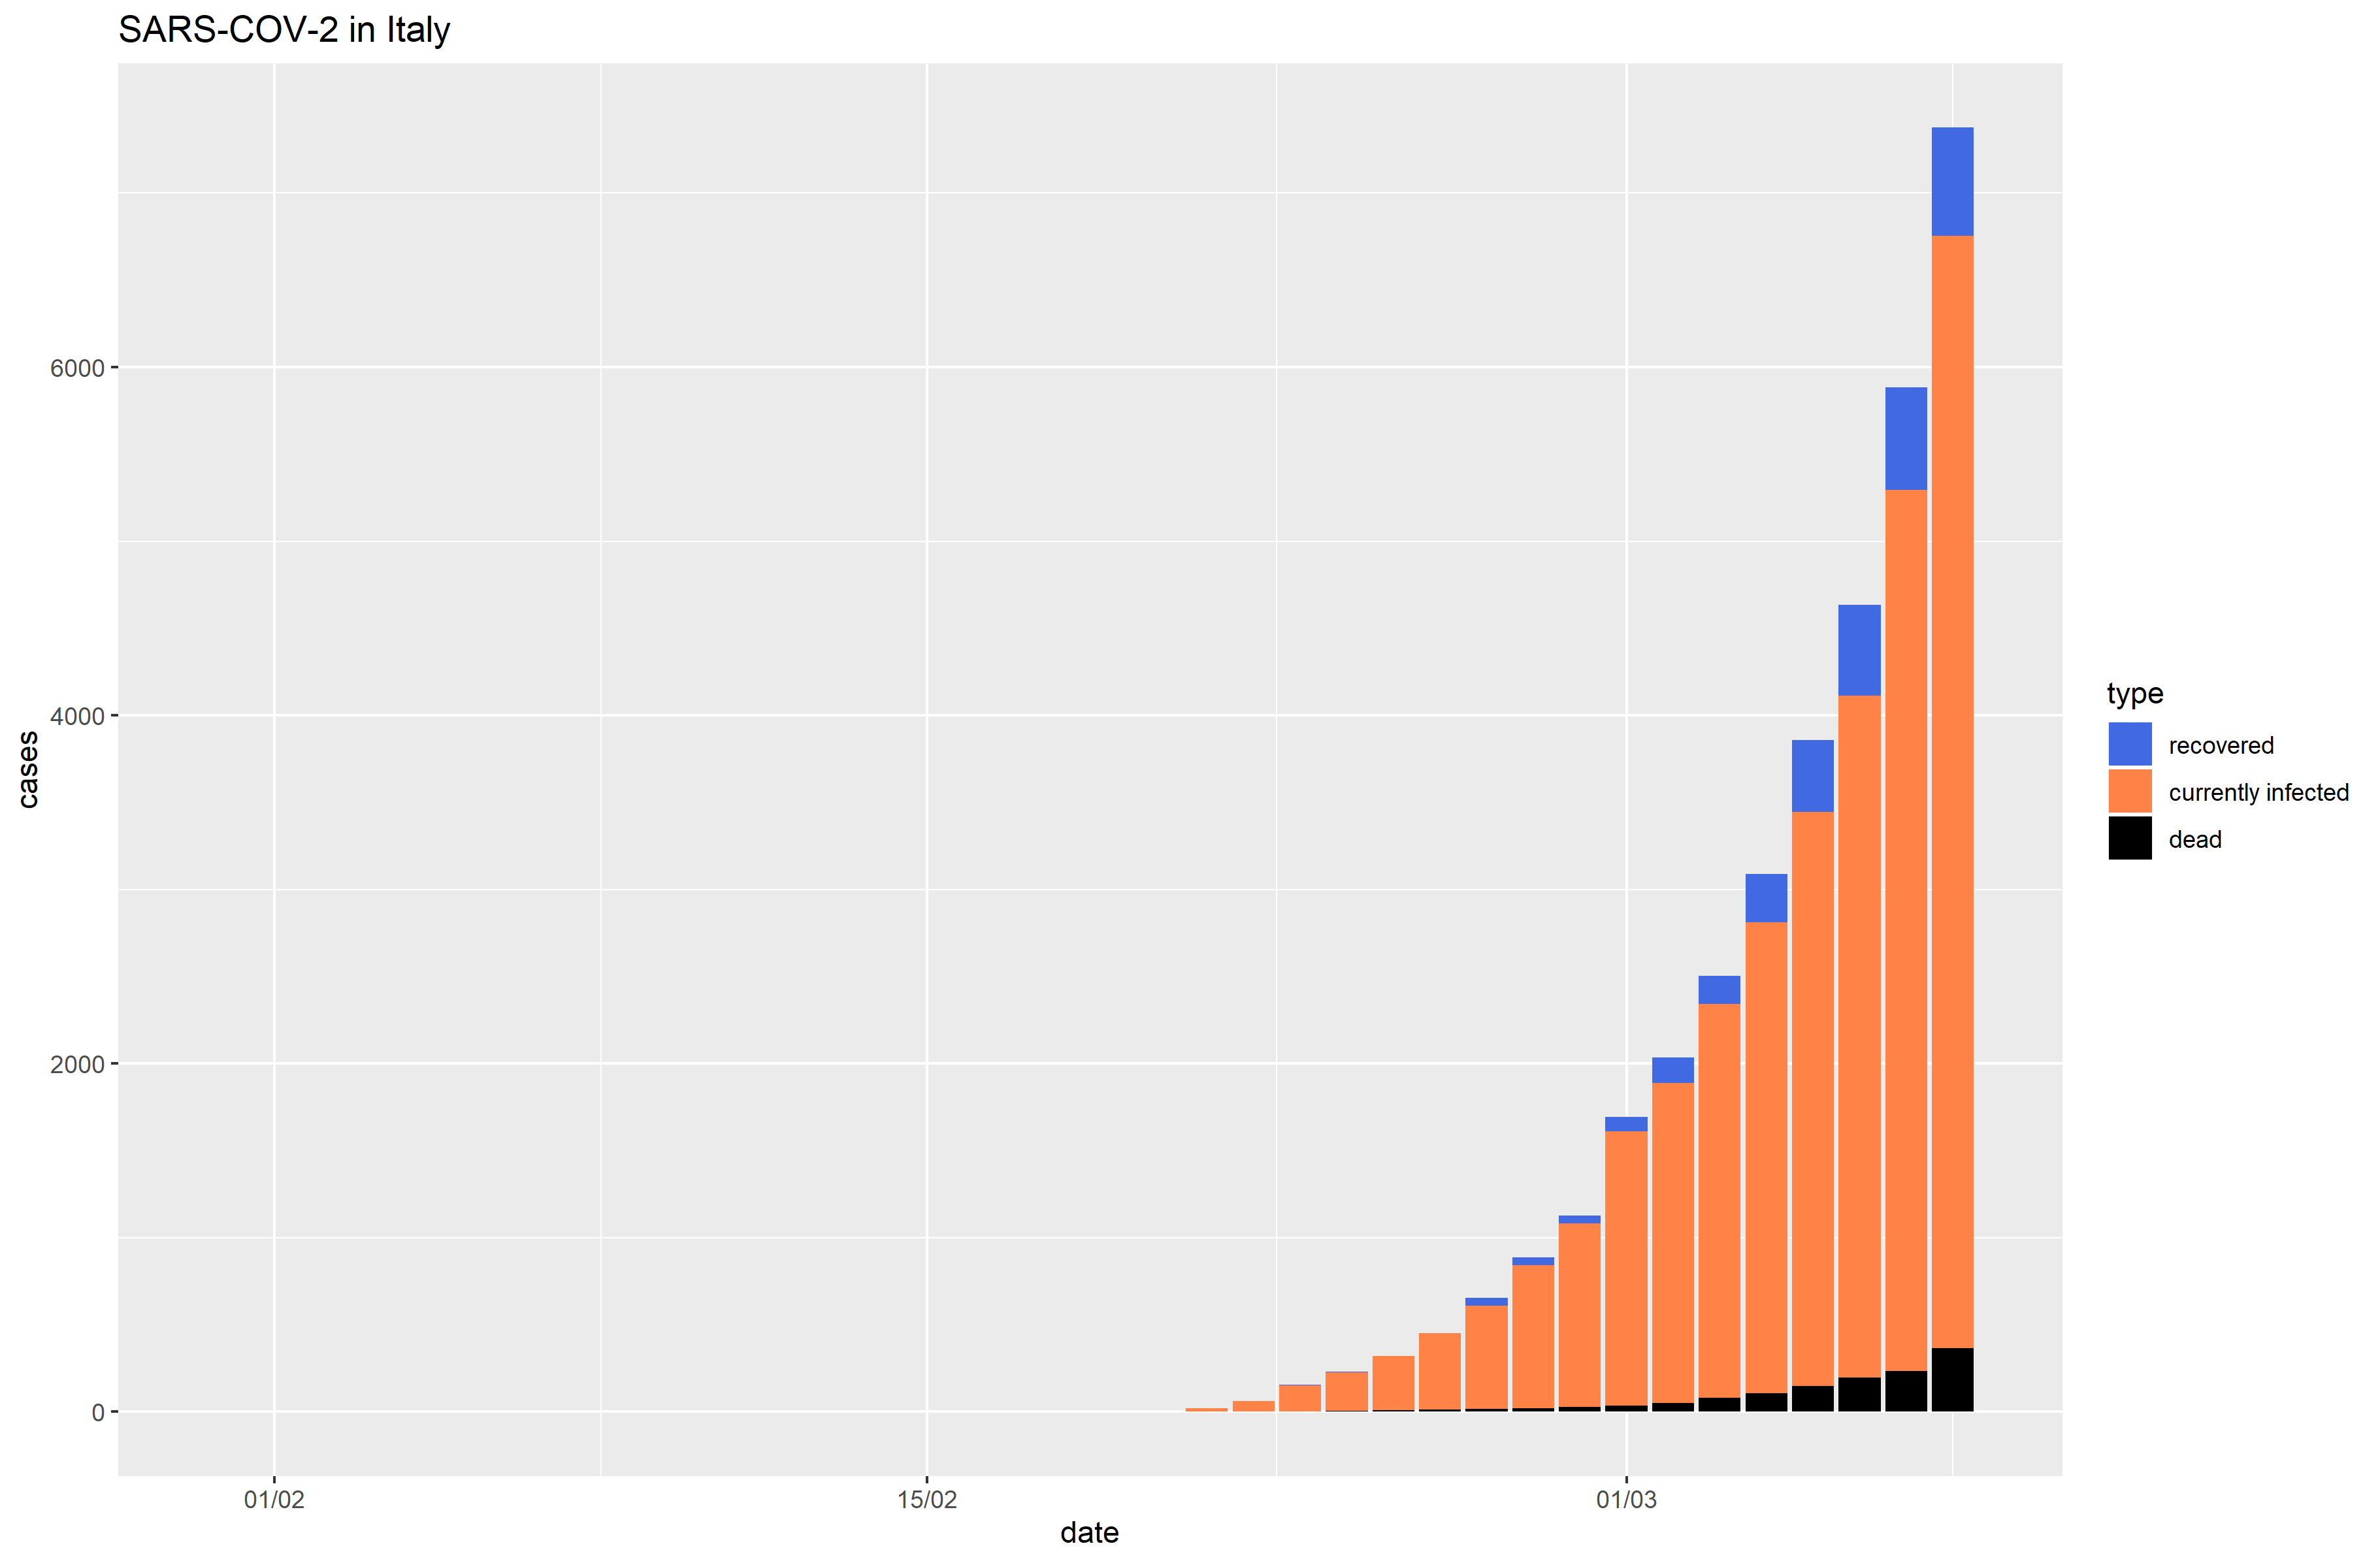 SARS-COV-2 in Italy
cases
6000
4000
2000
0
01/02
15/02
01/03
date
type
recovered
currently infected
dead